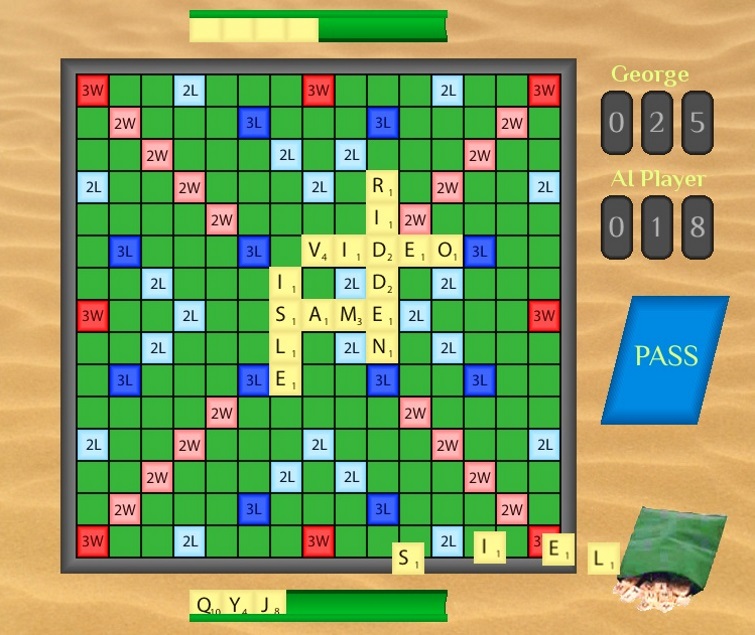 George
025
AI Player
018
PASS
3W 2L 3W 2L 3W
2W 3L 3L 2W
2W 2L 2L 2W
2L 2W 2L R1 2W 2L
2W I1 2W
3L 3L V4 I1 D2 E1 O1 3L
2L I1 2L D2 2L
3W 2L S1 A1 M3 E1 2L 3W
2L L1 2L N1 2L
3L 3L E1 3L 3L
2W 2W
2L 2W 2L 2W 2L
2W 2L 2L 2W
2W 3L 3L 2W
3W 2L 3W 2L 3W
S1 I1 E1 L1
Q10 Y4 J8